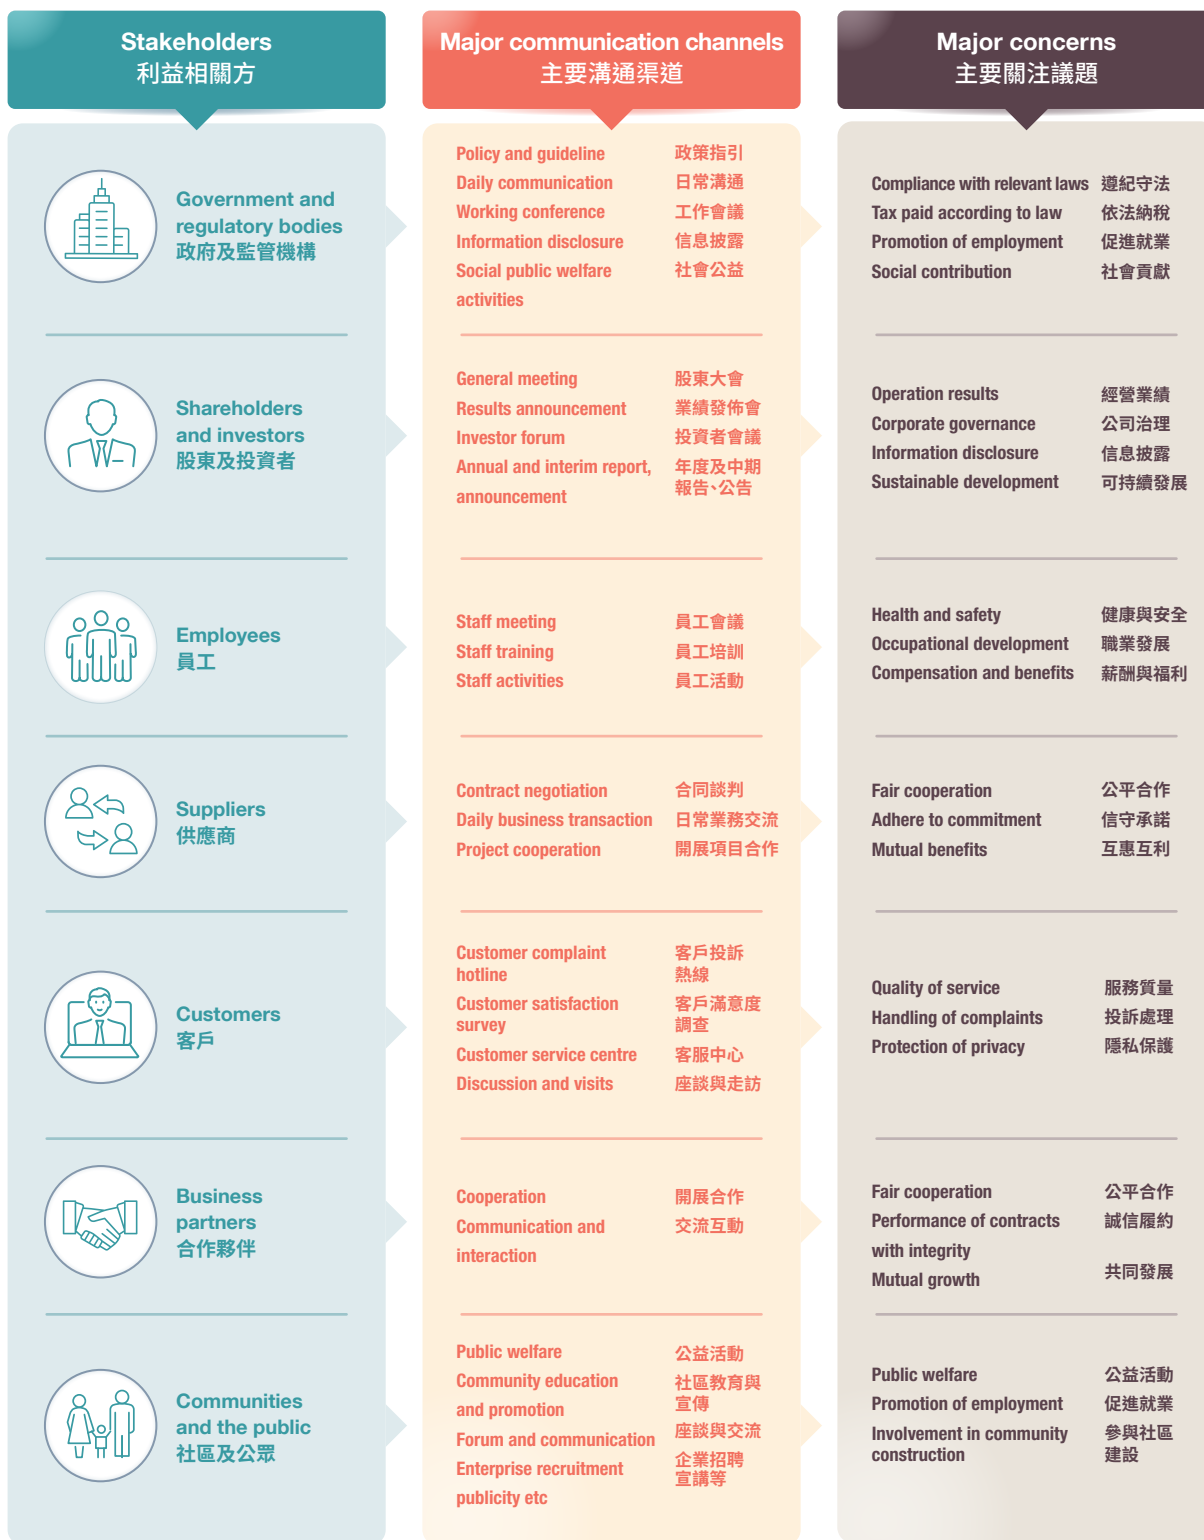 Stakeholders
利益相關方
Major communication channels
主要溝通渠道
Major concerns
主要關注議題
Government and
regulatory bodies
政府及監管機構
Policy and guideline 政策指引
Daily communication 日常溝通
Working conference 工作會議
Information disclosure 信息披露
Social public welfare 社會公益
activities
Compliance with relevant laws 遵紀守法
Tax paid according to law 依法納稅
Promotion of employment 促進就業
Social contribution 社會貢獻
Shareholders
and investors
股東及投資者
General meeting 股東大會
Results announcement 業績發佈會
Investor forum 投資者會議
Annual and interim report, 年度及中期
announcement 報告、公告
Operation results 經營業績
Corporate governance 公司治理
Information disclosure 信息披露
Sustainable development 可持續發展
Employees
員工
Staff meeting 員工會議
Staff training 員工培訓
Staff activities 員工活動
Health and safety 健康與安全
Occupational development 職業發展
Compensation and benefits 薪酬與福利
Suppliers
供應商
Contract negotiation 合同談判
Daily business transaction 日常業務交流
Project cooperation 開展項目合作
Fair cooperation 公平合作
Adhere to commitment 信守承諾
Mutual benefits 互惠互利
Customers
客戶
Customer complaint 客戶投訴
hotline 熱線
Customer satisfaction 客戶滿意度
survey 調查
Customer service centre 客服中心
Discussion and visits 座談與走訪
Quality of service 服務質量
Handling of complaints 投訴處理
Protection of privacy 隱私保護
Business
partners
合作夥伴
Cooperation 開展合作
Communication and 交流互動
interaction
Fair cooperation 公平合作
Performance of contracts 誠信履約
with integrity
Mutual growth 共同發展
Communities
and the public
社區及公眾
Public welfare 公益活動
Community education 社區教育與
and promotion 宣傳
Forum and communication 座談與交流
Enterprise recruitment 企業招聘
publicity etc 宣講等
Public welfare 公益活動
Promotion of employment 促進就業
Involvement in community 參與社區
construction 建設